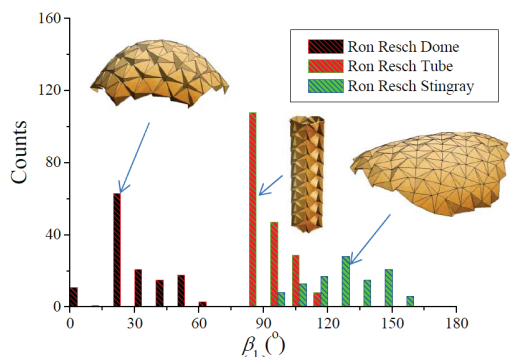 160
120
80
40
0
Counts
Ron Resch Dome
Ron Resch Tube
Ron Resch Stingray
0 30 60 90 120 150 180
β (°)